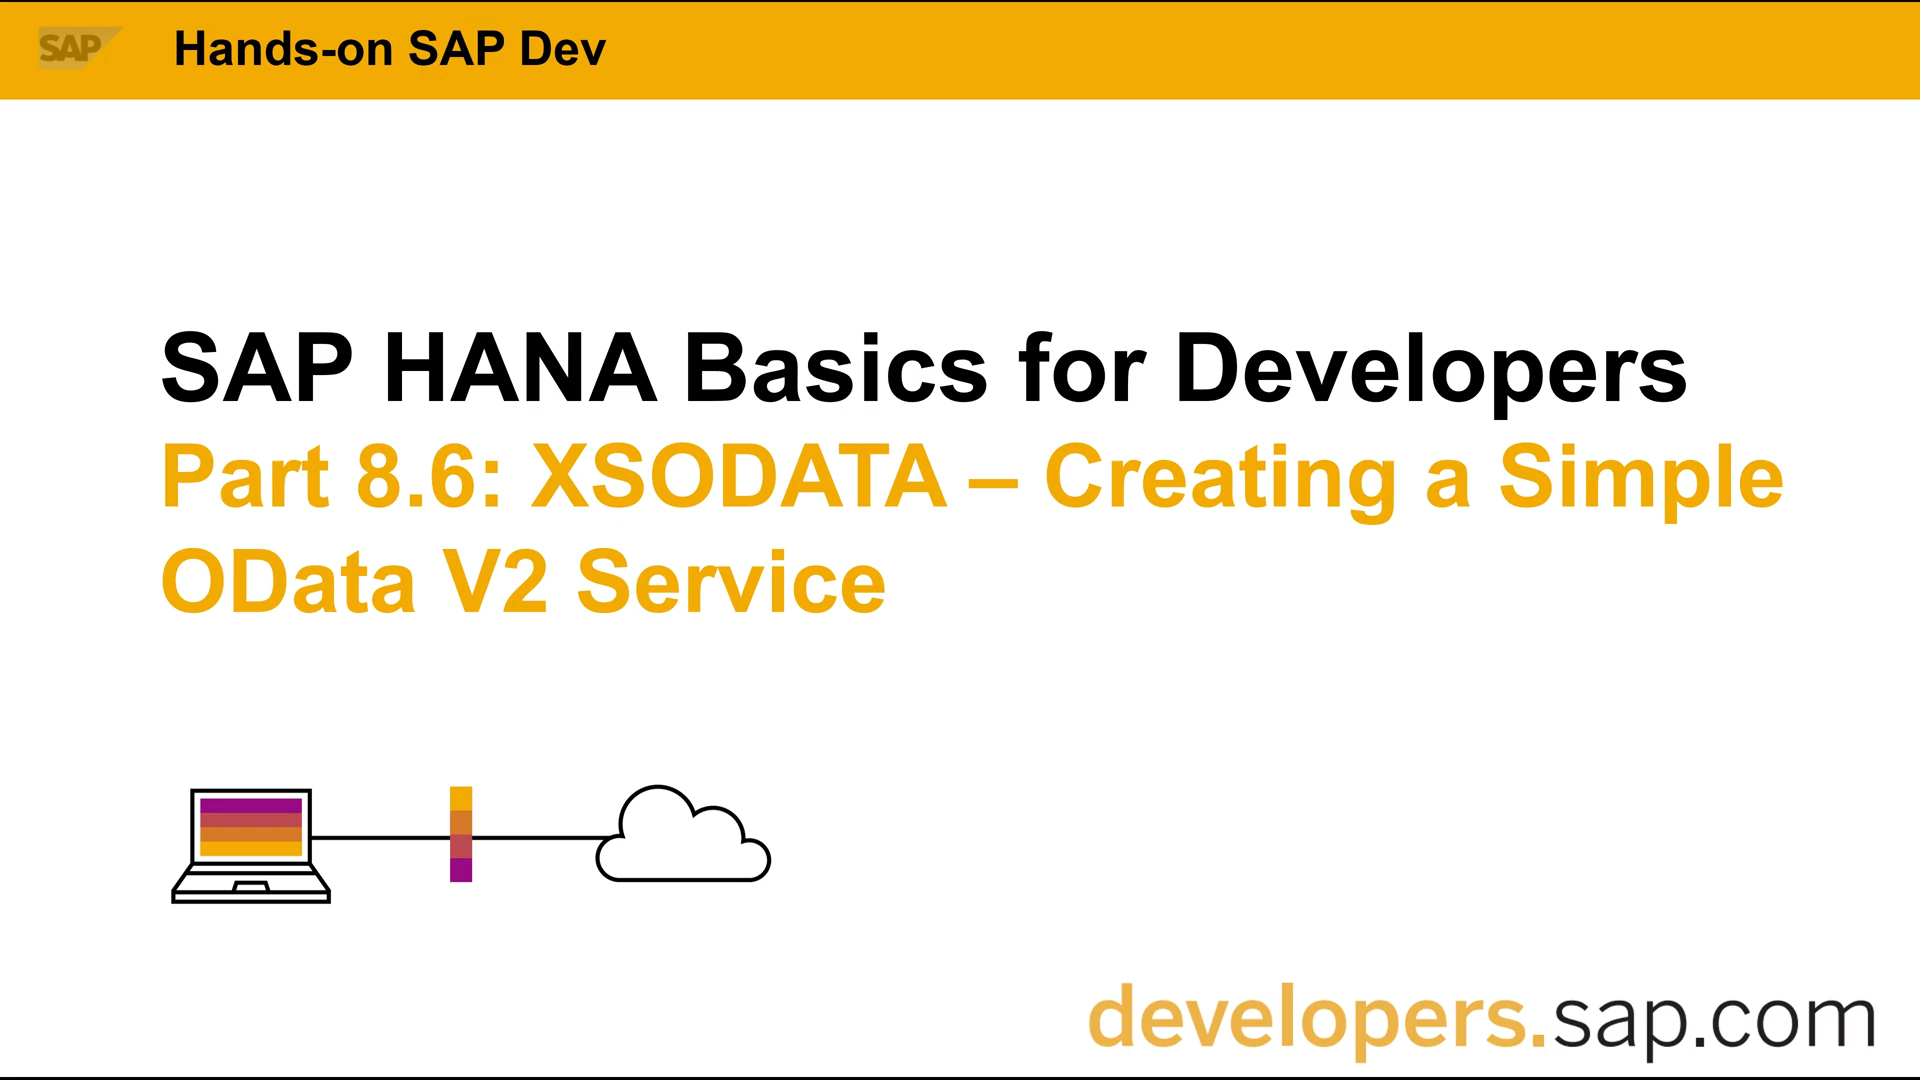 SAP
Hands-on SAP Dev
SAP HANA Basics for Developers
Part 8.6: XSODATA – Creating a Simple
OData V2 Service
developers.sap.com